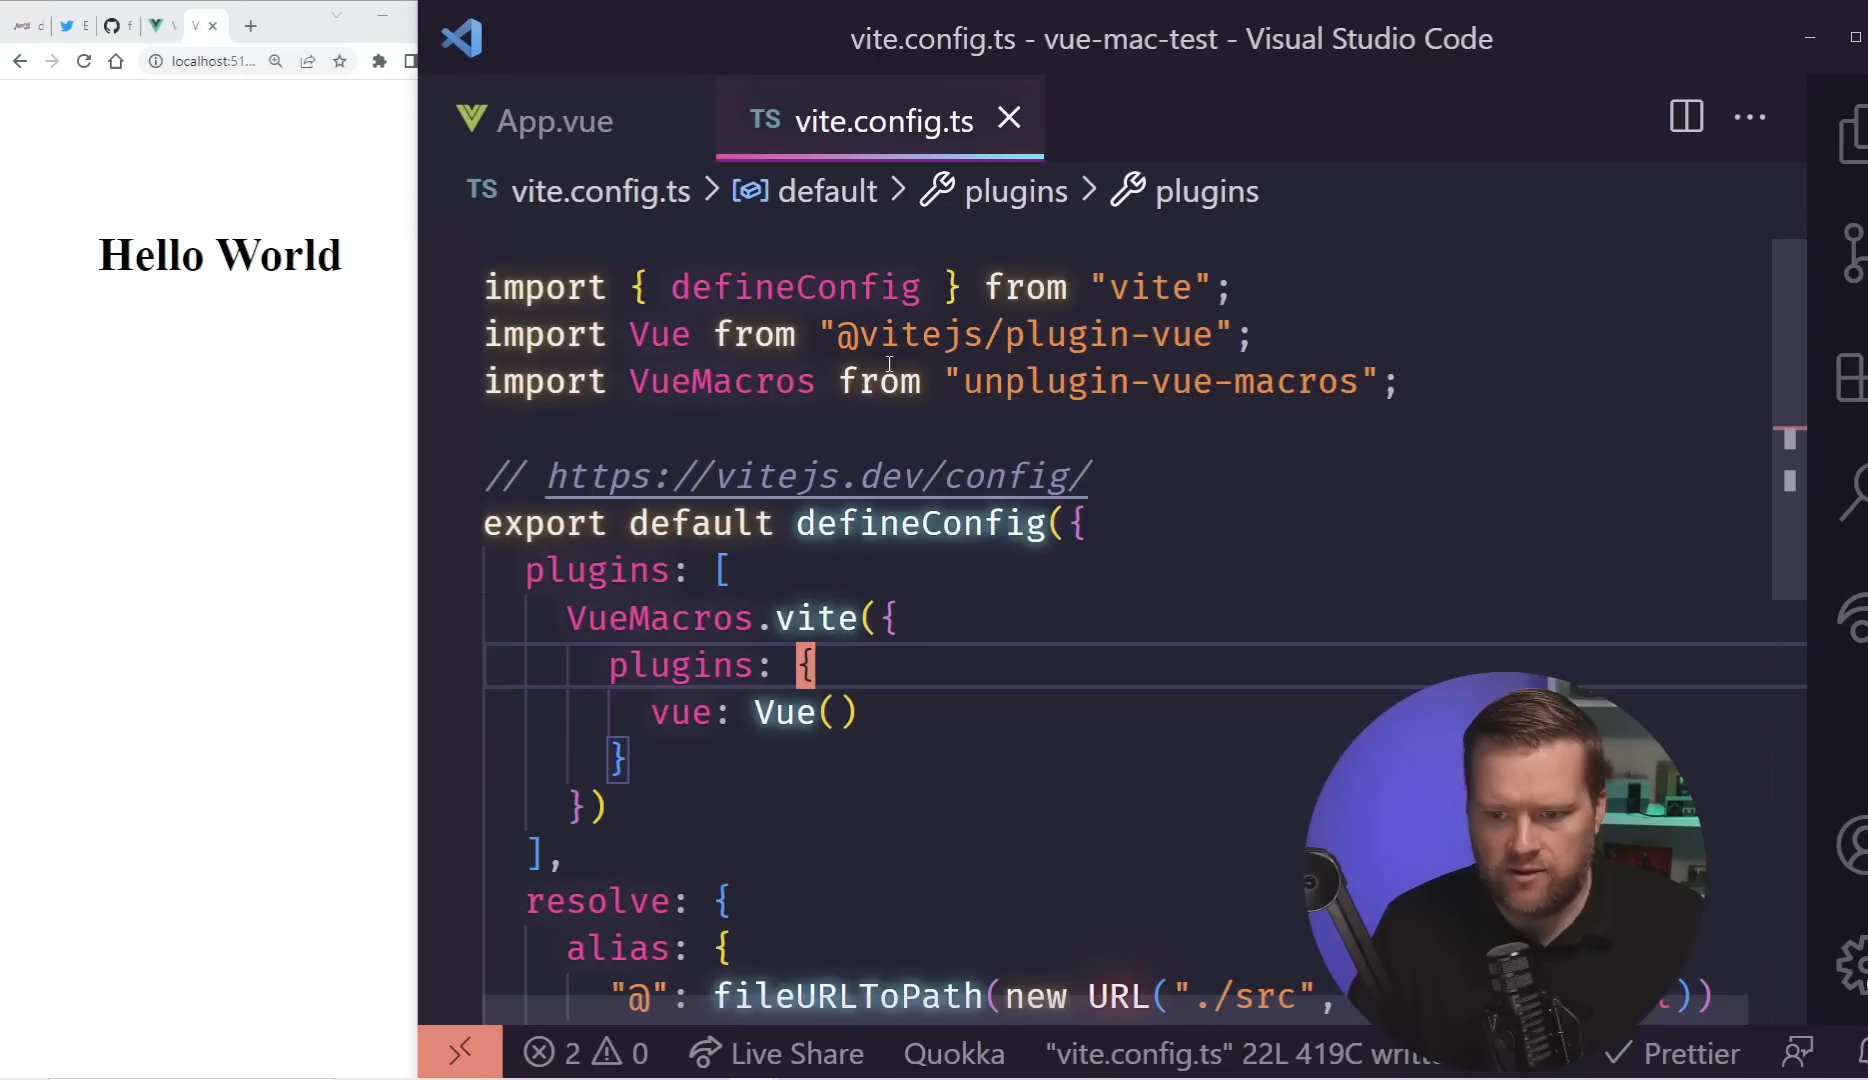 localhost:51...
Hello World
vite.config.ts - vue-mac-test - Visual Studio Code
App.vue
TS vite.config.ts
TS vite.config.ts > default > plugins > plugins
import { defineConfig } from "vite";
import Vue from "@vitejs/plugin-vue";
import VueMacros from "unplugin-vue-macros";
// https://vitejs.dev/config/
export default defineConfig({
plugins: [
VueMacros.vite({
plugins: {
vue: Vue()
}
})
],
resolve: {
alias: {
"@": fileURLToPath(new URL("./src",
))
2 0 Live Share Quokka "vite.config.ts" 22L 419C Prettier